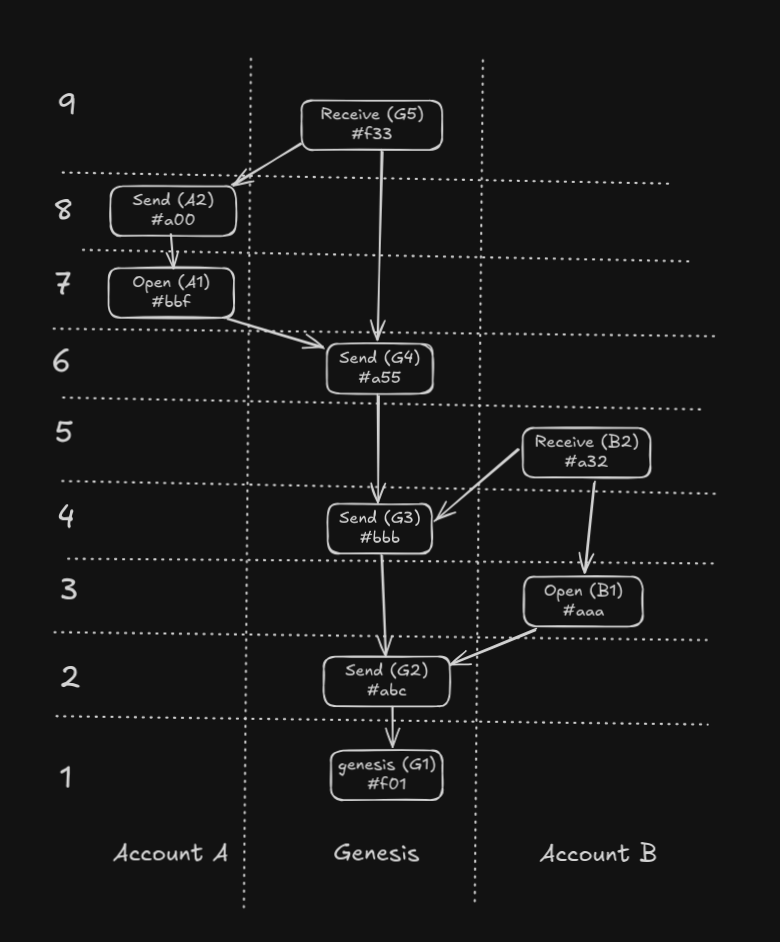 9
Receive (G5)
#f33
8
Send (A2)
#a00
7
Open (A1)
#bbf
6
Send (G4)
#a55
5
Receive (B2)
#a32
4
Send (G3)
#bbb
3
Open (B1)
#aaa
2
Send (G2)
#abc
1
genesis (G1)
#f01
Account A
Genesis
Account B